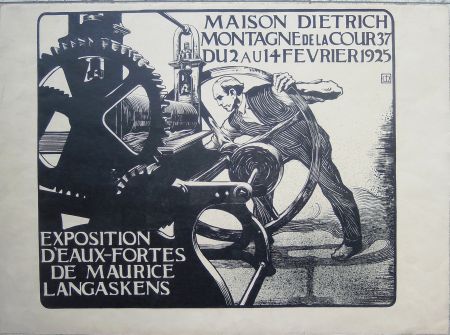 MAISON DIETRICH
MONTAGNE DE LA COUR 37
DU 2 AU 14 FEVRIER 1925
EXPOSITION
D'EAUX-FORTES
DE MAURICE
LANGASKENS